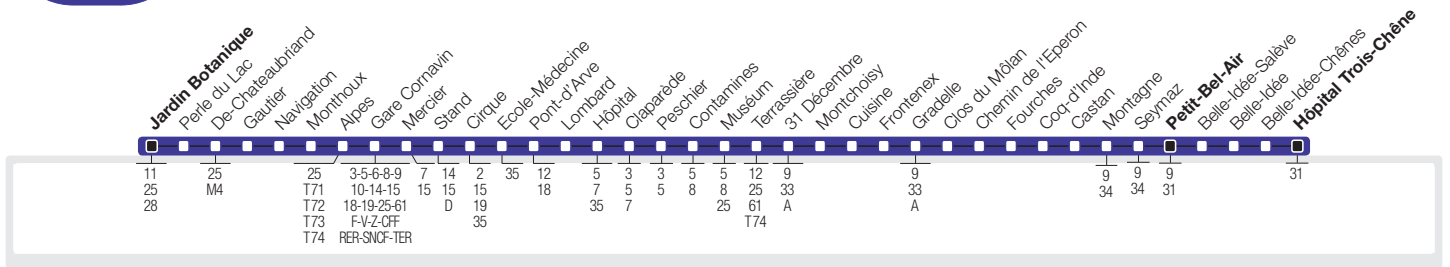 Jardin Botanique
Perle du Lac
De-Chateaubriand
Gautier
Navigation
Monthoux
Alpes
Gare Cornavin
Mercier
Stand
Cirque
Ecole-Médecine
Pont-d'Arve
Lombard
Hôpital
Claparède
Peschier
Contamines
Muséum
Terrassière
31 Décembre
Montchoisy
Cuisine
Frontenex
Gradelle
Clos du Môlan
Chemin de l'Eperon
Fourches
Coq-d'Inde
Castan
Montagne
Seymaz
Petit-Bel-Air
Belle-Idée-Salève
Belle-Idée
Belle-Idée-Chênes
Hôpital Trois-Chêne
11
25
28
25
M4
25
T71
T72
T73
T74
3-5-6-8-9
10-14-15
18-19-25-61
F-V-Z-CFF
RER-SNCF-TER
7
15
14
15
D
2
15
19
35
35
12
18
5
7
35
3
5
7
3
5
5
8
5
8
25
12
25
61
T74
9
33
A
9
33
A
9
34
9
34
9
31
31